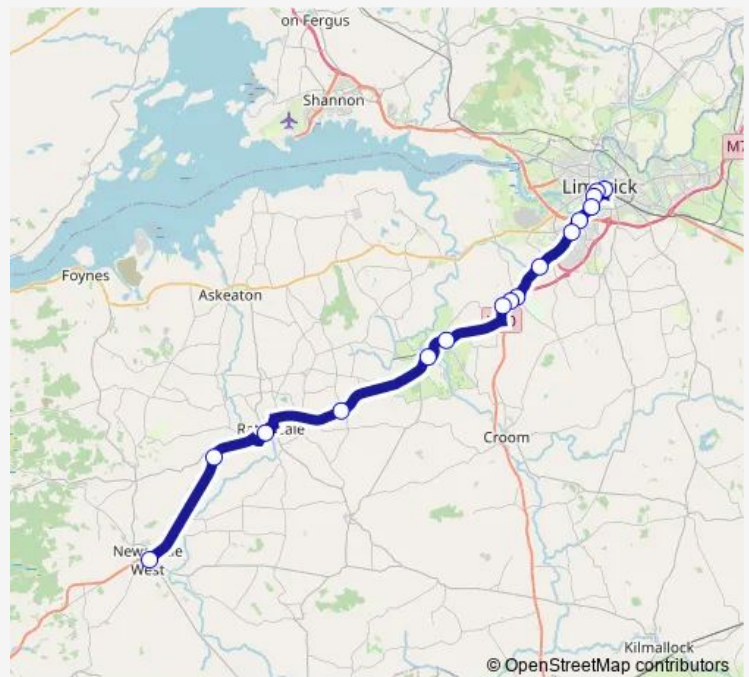 on Fergus
Shannon
M7
Foynes
Askeaton
Croom
West
Kilmallock
© OpenStreetMap contributors